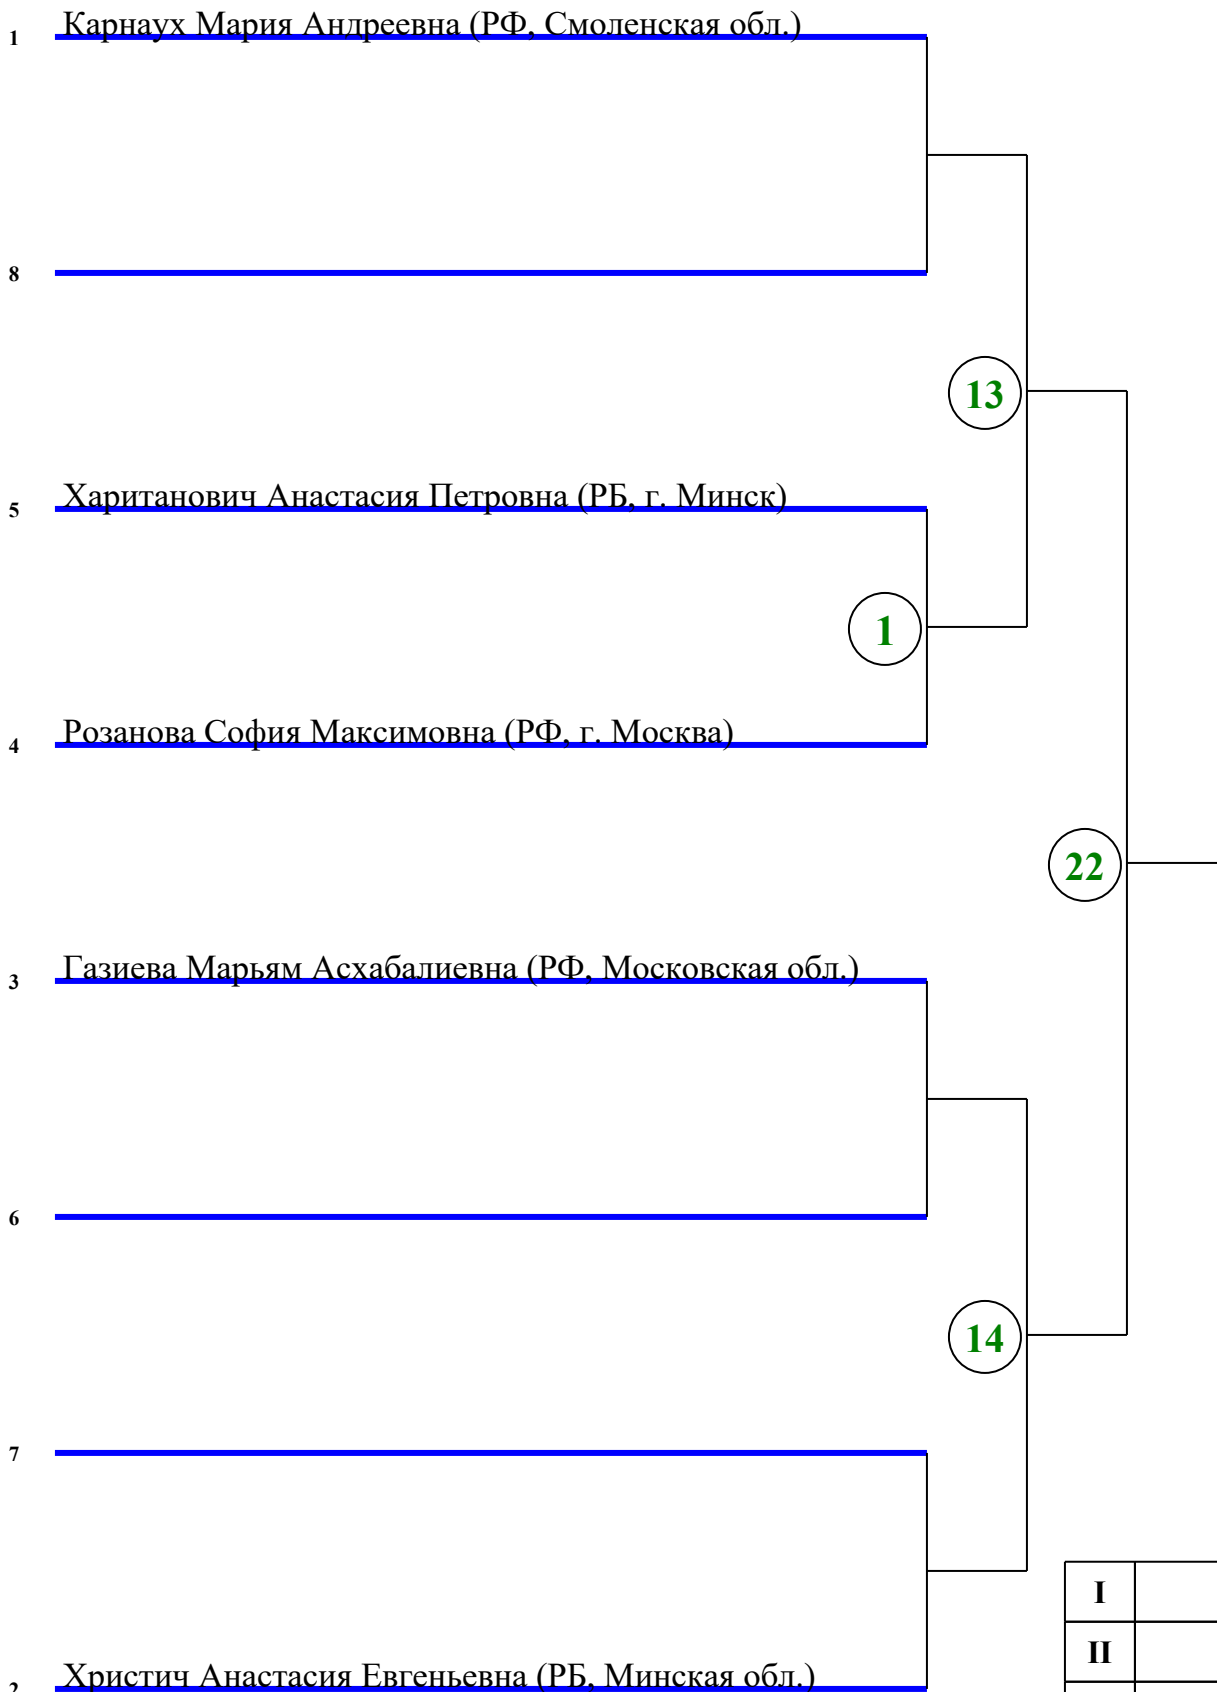 1 Карнаух Мария Андреевна (РФ, Смоленская обл.)
8
13
5 Хаританович Анастасия Петровна (РБ, г. Минск)
1
4 Розанова София Максимовна (РФ, г. Москва)
22
3 Газиева Марьям Асхабалиевна (РФ, Московская обл.)
6
14
7
I
II
2 Христич Анастасия Евгеньевна (РБ, Минская обл.)